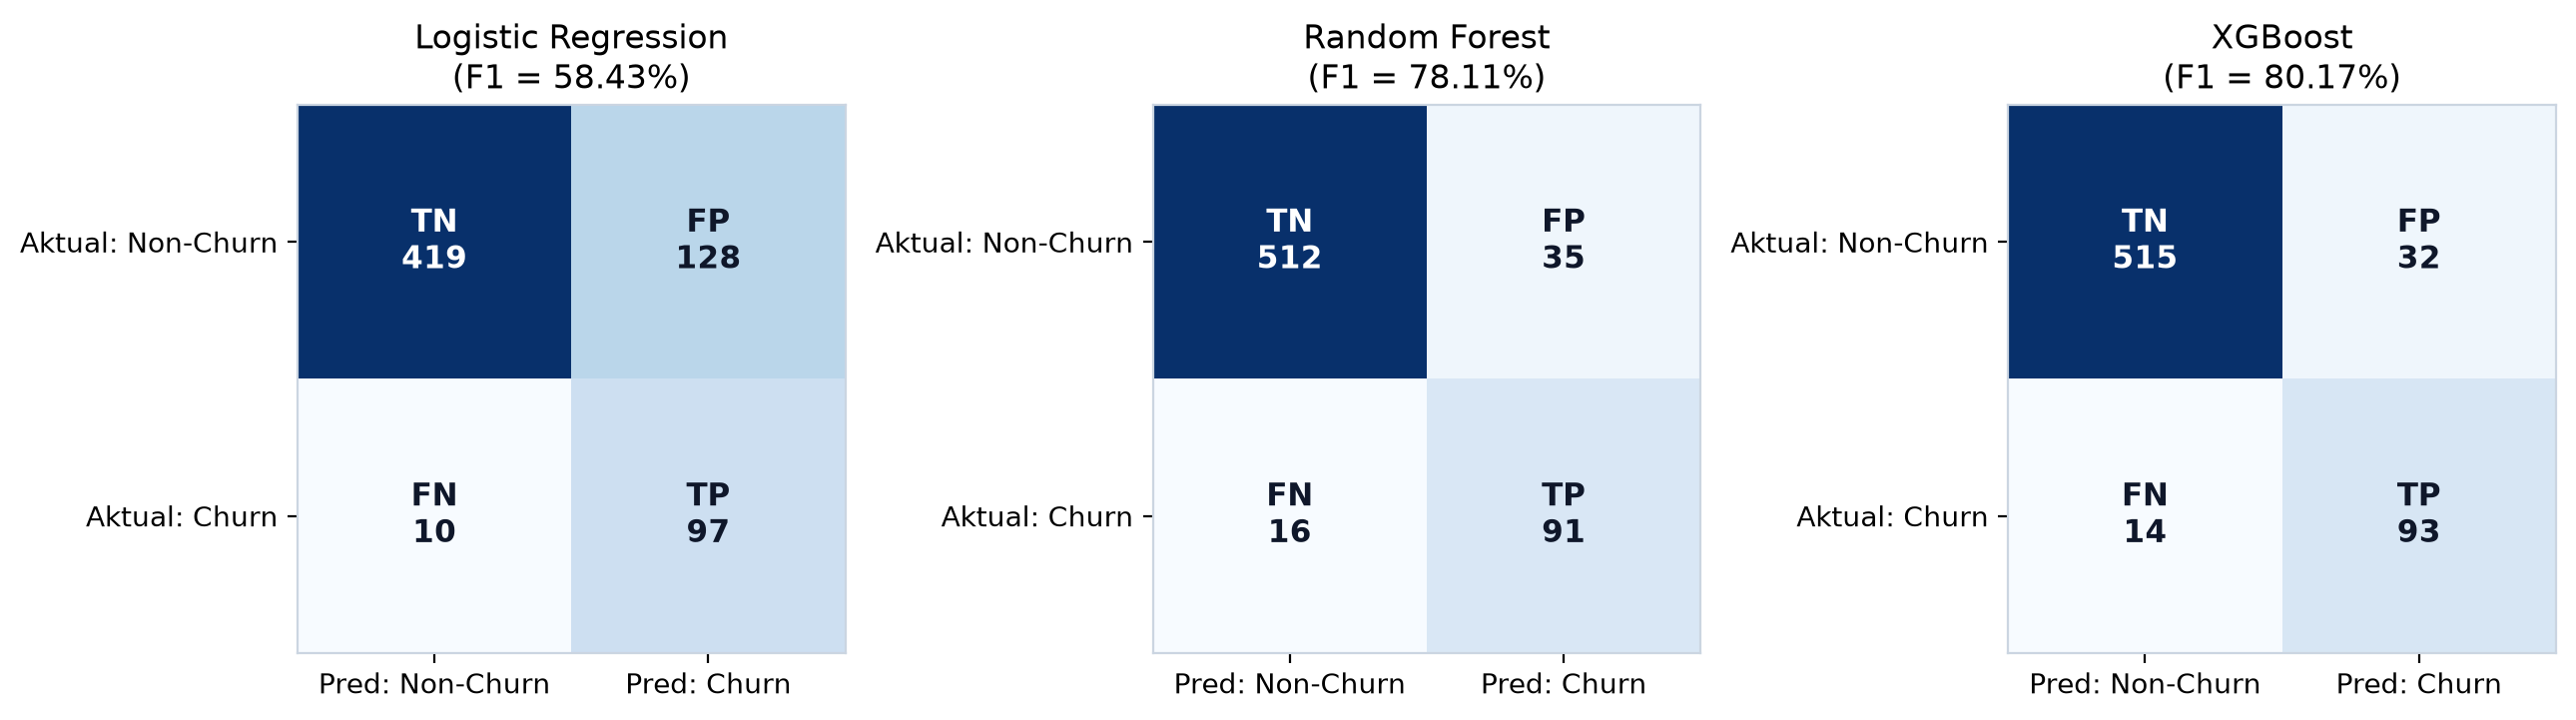 Logistic Regression
(F1 = 58.43%)
Aktual: Non-Churn
TN
419
FP
128
Aktual: Churn
FN
10
TP
97
Pred: Non-Churn
Pred: Churn
Random Forest
(F1 = 78.11%)
Aktual: Non-Churn
TN
512
FP
35
Aktual: Churn
FN
16
TP
91
Pred: Non-Churn
Pred: Churn
XGBoost
(F1 = 80.17%)
Aktual: Non-Churn
TN
515
FP
32
Aktual: Churn
FN
14
TP
93
Pred: Non-Churn
Pred: Churn